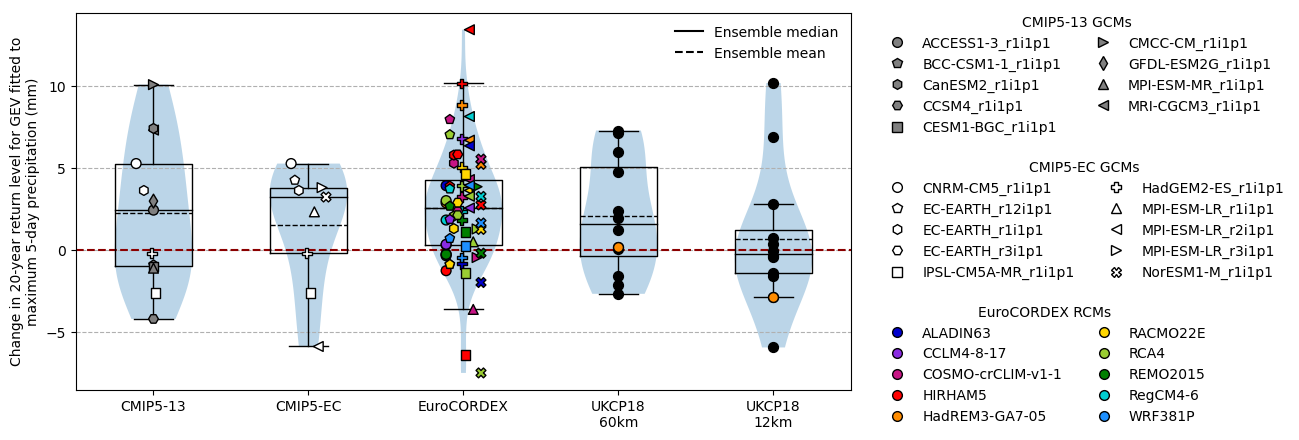 Change in 20-year return level for GEV fitted to
maximum 5-day precipitation (mm)
10
5
0
−5
Ensemble median
Ensemble mean
CMIP5-13
CMIP5-EC
EuroCORDEX
UKCP18
60km
UKCP18
12km
CMIP5-13 GCMs
ACCESS1-3_r1i1p1
BCC-CSM1-1_r1i1p1
CanESM2_r1i1p1
CCSM4_r1i1p1
CESM1-BGC_r1i1p1
CMCC-CM_r1i1p1
GFDL-ESM2G_r1i1p1
MPI-ESM-MR_r1i1p1
MRI-CGCM3_r1i1p1
CMIP5-EC GCMs
CNRM-CM5_r1i1p1
EC-EARTH_r12i1p1
EC-EARTH_r1i1p1
EC-EARTH_r3i1p1
IPSL-CM5A-MR_r1i1p1
HadGEM2-ES_r1i1p1
MPI-ESM-LR_r1i1p1
MPI-ESM-LR_r2i1p1
MPI-ESM-LR_r3i1p1
NorESM1-M_r1i1p1
EuroCORDEX RCMs
ALADIN63
CCLM4-8-17
COSMO-crCLIM-v1-1
HIRHAM5
HadREM3-GA7-05
RACMO22E
RCA4
REMO2015
RegCM4-6
WRF381P